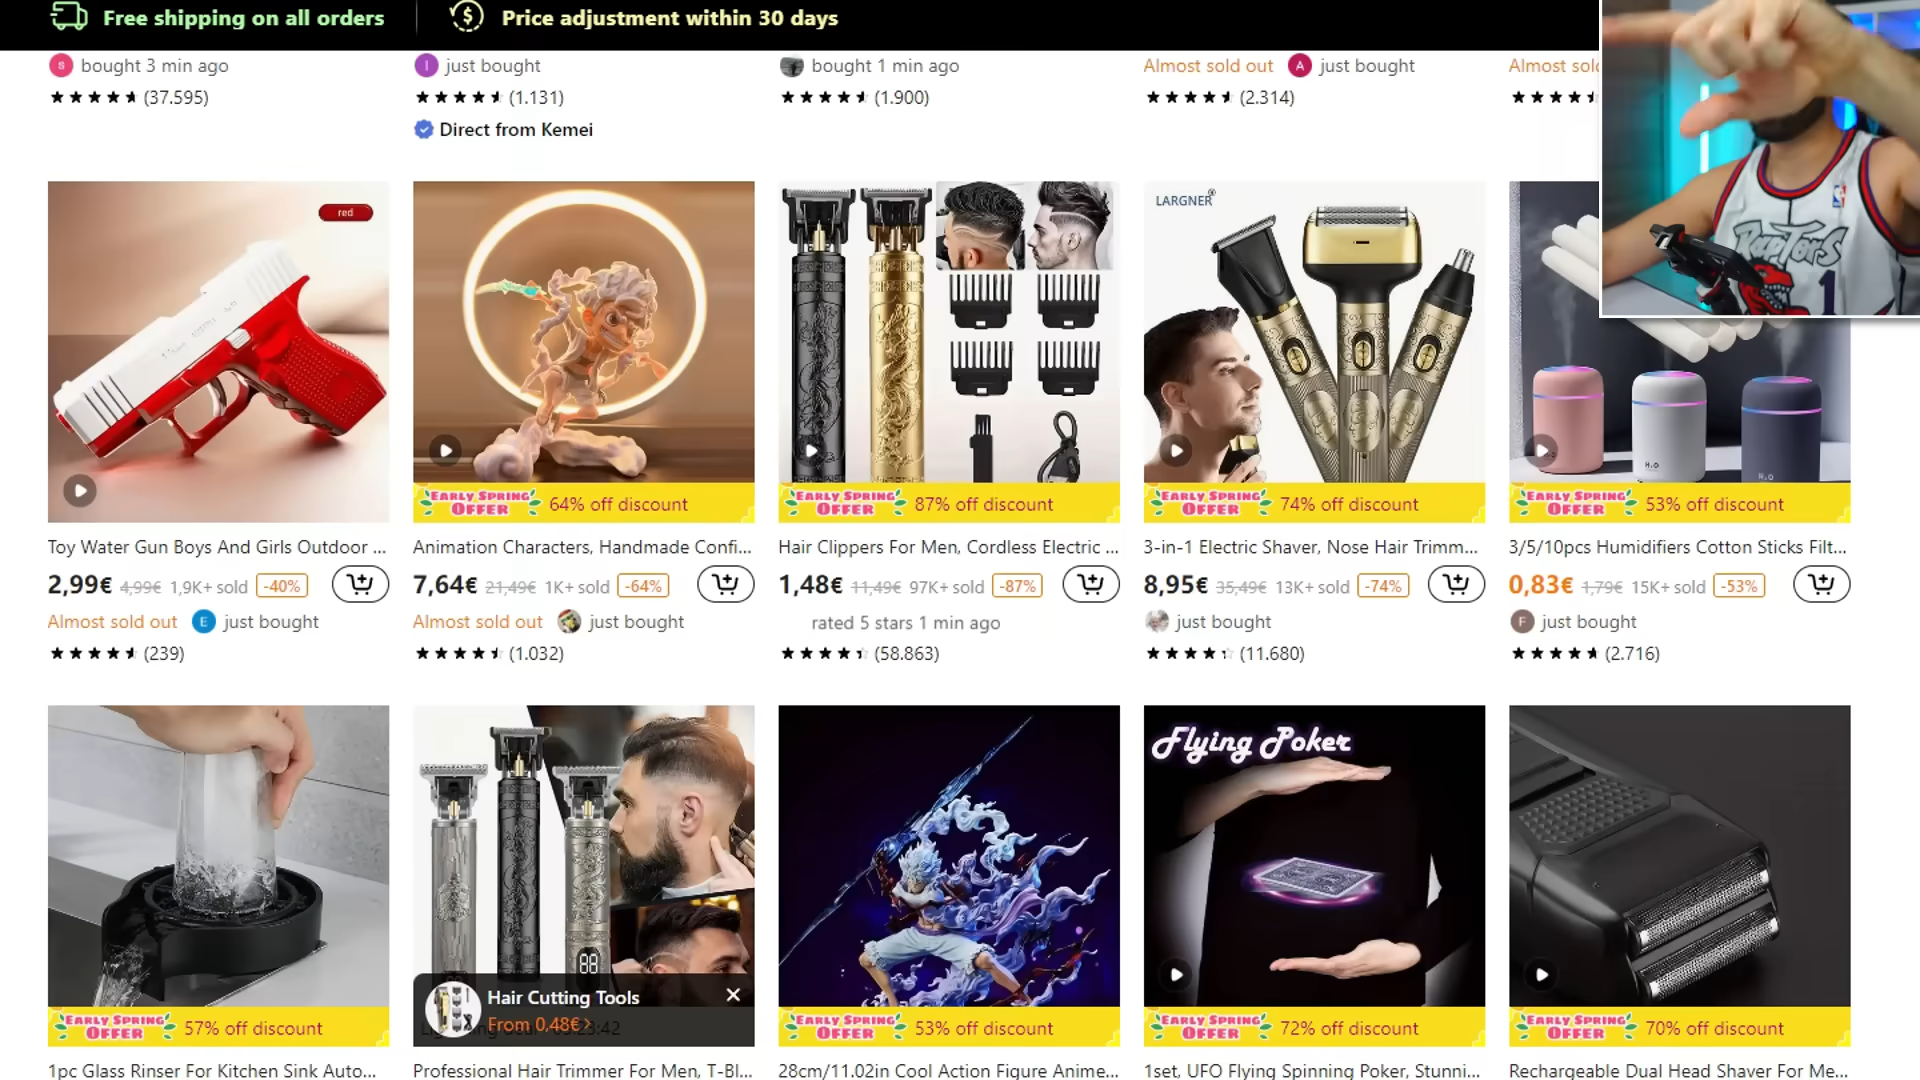 Free shipping on all orders
Price adjustment within 30 days
S bought 3 min ago
I just bought
bought 1 min ago
Almost sold out A just bought
Almost sol
(37.595)
(1.131)
(1.900)
(2.314)
Direct from Kemei
red
LARGNER
RAPTORS
1
H₂O
H₂O
EARLY SPRING OFFER 64% off discount
EARLY SPRING OFFER 87% off discount
EARLY SPRING OFFER 74% off discount
EARLY SPRING OFFER 53% off discount
Toy Water Gun Boys And Girls Outdoor ...
Animation Characters, Handmade Confi...
Hair Clippers For Men, Cordless Electric ...
3-in-1 Electric Shaver, Nose Hair Trimm...
3/5/10pcs Humidifiers Cotton Sticks Filt...
2,99€ 4,99€ 1,9K+ sold -40%
7,64€ 21,49€ 1K+ sold -64%
1,48€ 11,49€ 97K+ sold -87%
8,95€ 35,49€ 13K+ sold -74%
0,83€ 1,79€ 15K+ sold -53%
Almost sold out E just bought
Almost sold out just bought
rated 5 stars 1 min ago
just bought
F just bought
(239)
(1.032)
(58.863)
(11.680)
(2.716)
Flying Poker
88
Hair Cutting Tools
From 0,48€ >
EARLY SPRING OFFER 57% off discount
EARLY SPRING OFFER 53% off discount
EARLY SPRING OFFER 72% off discount
EARLY SPRING OFFER 70% off discount
1pc Glass Rinser For Kitchen Sink Auto...
Professional Hair Trimmer For Men, T-Bl...
28cm/11.02in Cool Action Figure Anime...
1set, UFO Flying Spinning Poker, Stunni...
Rechargeable Dual Head Shaver For Me...